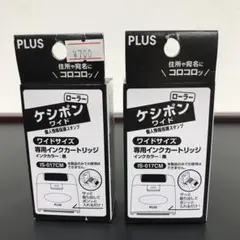 PLUS
¥700
住所や宛名に
コロコロッ
ローラー
ケシポン
ワイド
個人情報保護スタンプ
ワイドサイズ
専用インクカートリッジ
インクカラー：黒
IS-017CM
PLUS
住所や宛名に
コロコロッ
ローラー
ケシポン
ワイド
個人情報保護スタンプ
ワイドサイズ
専用インクカートリッジ
インクカラー：黒
IS-017CM